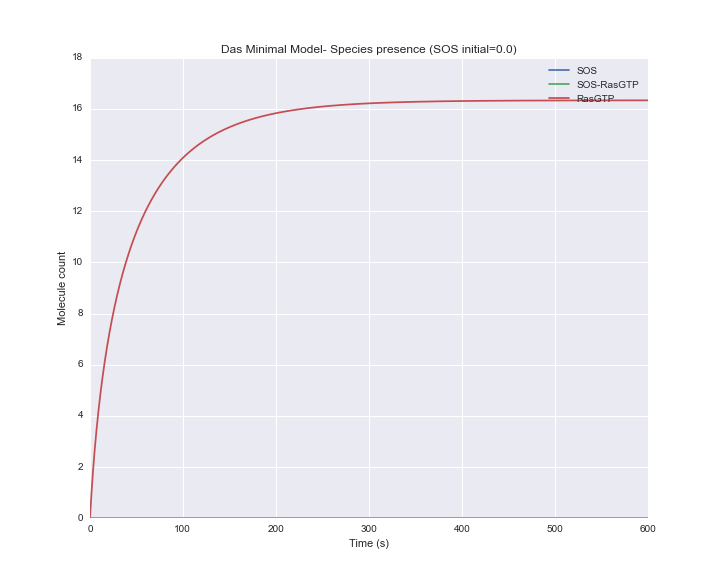 Das Minimal Model- Species presence (SOS initial=0.0)
18
SOS
SOS-RasGTP
RasGTP
16
14
12
10
8
6
4
2
0
Molecule count
0 100 200 300 400 500 600
Time (s)